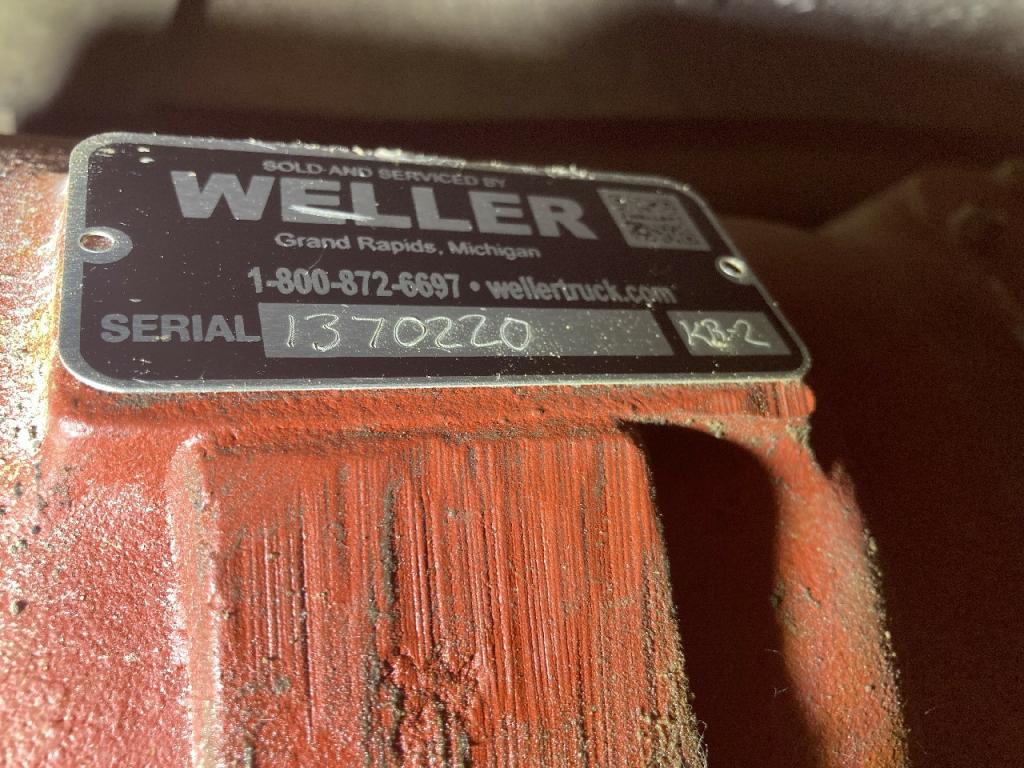 SOLD AND SERVICED BY
WELLER
Grand Rapids, Michigan
1-800-872-6697 • wellertruck.com
SERIAL 1370220 KB-2